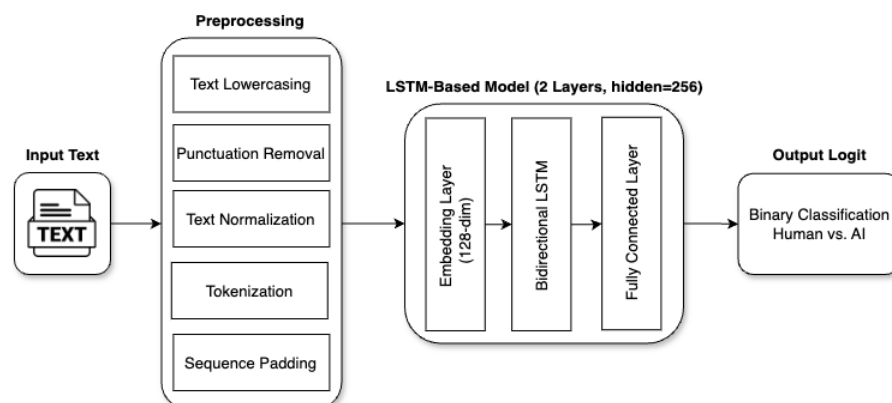 Preprocessing
Text Lowercasing
Punctuation Removal
Text Normalization
Tokenization
Sequence Padding
Input Text
TEXT
LSTM-Based Model (2 Layers, hidden=256)
Embedding Layer
(128-dim)
Bidirectional LSTM
Fully Connected Layer
Output Logit
Binary Classification
Human vs. AI